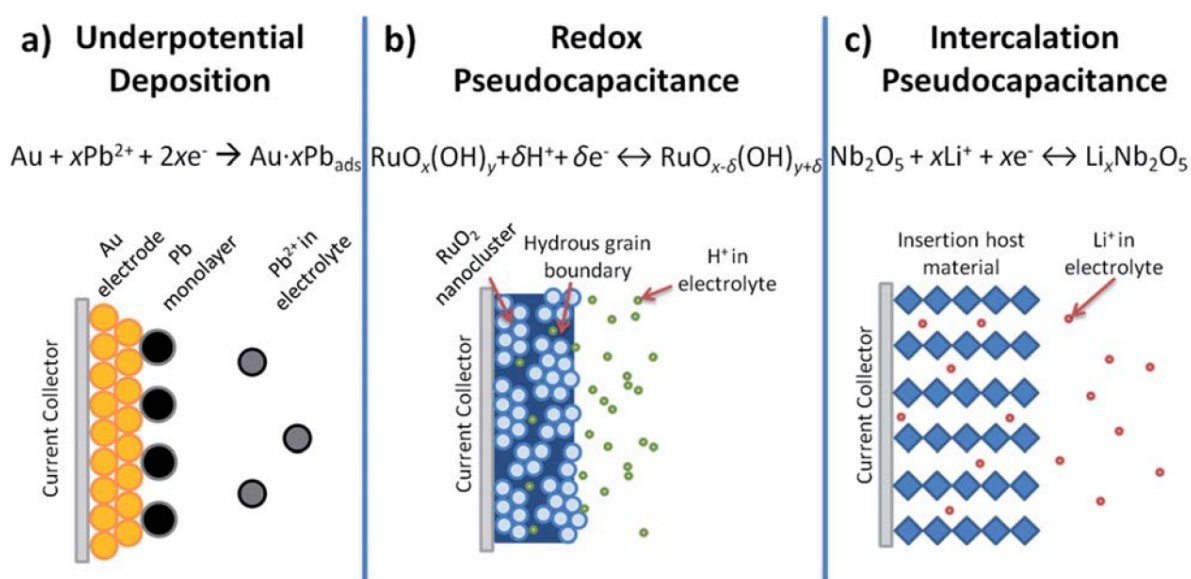 a) Underpotential
Deposition
Au + xPb²⁺ + 2xe⁻ → Au·xPb_ads
Au
electrode
Pb
monolayer
Pb²⁺ in
electrolyte
Current Collector
b) Redox
Pseudocapacitance
RuOₓ(OH)ᵧ+δH⁺+ δe⁻ ↔ RuOₓ₋δ(OH)ᵧ₊δ
RuO₂
nanocluster
Hydrous grain
boundary
H⁺ in
electrolyte
Current Collector
c) Intercalation
Pseudocapacitance
Nb₂O₅ + xLi⁺ + xe⁻ ↔ LiₓNb₂O₅
Insertion host
material
Li⁺ in
electrolyte
Current Collector